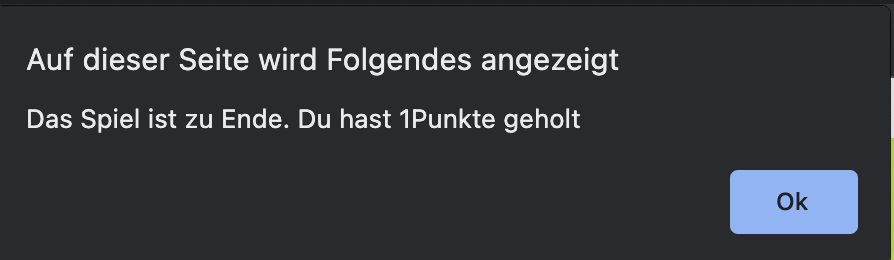 Auf dieser Seite wird Folgendes angezeigt
Das Spiel ist zu Ende. Du hast 1Punkte geholt
Ok